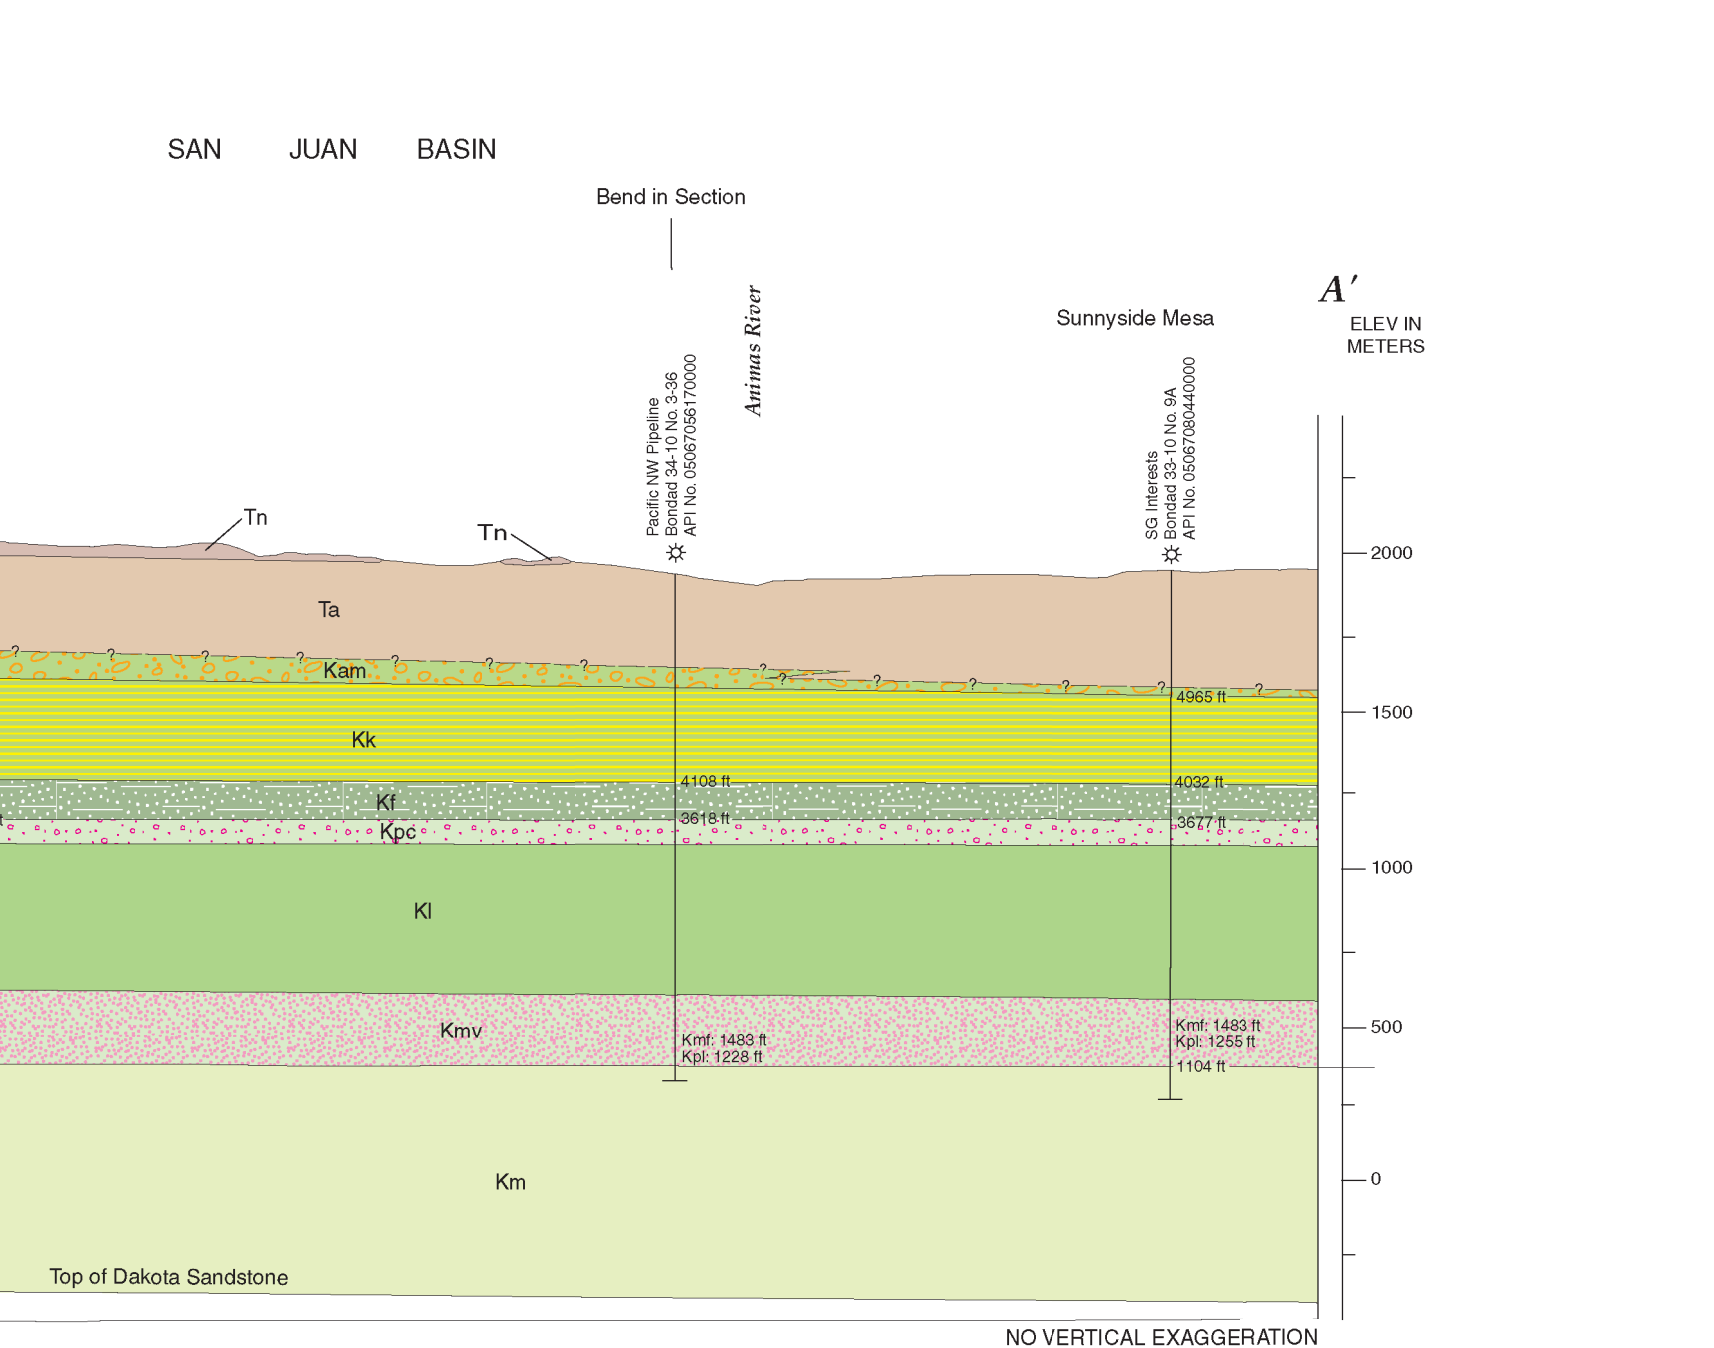 SAN JUAN BASIN
Bend in Section
A′
Animas River
Sunnyside Mesa
ELEV IN
METERS
Pacific NW Pipeline
Bondad 34-10 No. 3-36
API No. 05067056170000
SG Interests
Bondad 33-10 No. 9A
API No. 05067080440000
Tn
Tn
2000
Ta
? ? ? ? ? ? ? ?
Kam
? ? ? ? ? ?
4965 ft
1500
Kk
4108 ft
4032 ft
Kf
3618 ft
3677 ft
t
Kpc
1000
Kl
500
Kmv
Kmf: 1483 ft
Kpl: 1228 ft
Kmf: 1483 ft
Kpl: 1255 ft
1104 ft
Km
0
Top of Dakota Sandstone
NO VERTICAL EXAGGERATION